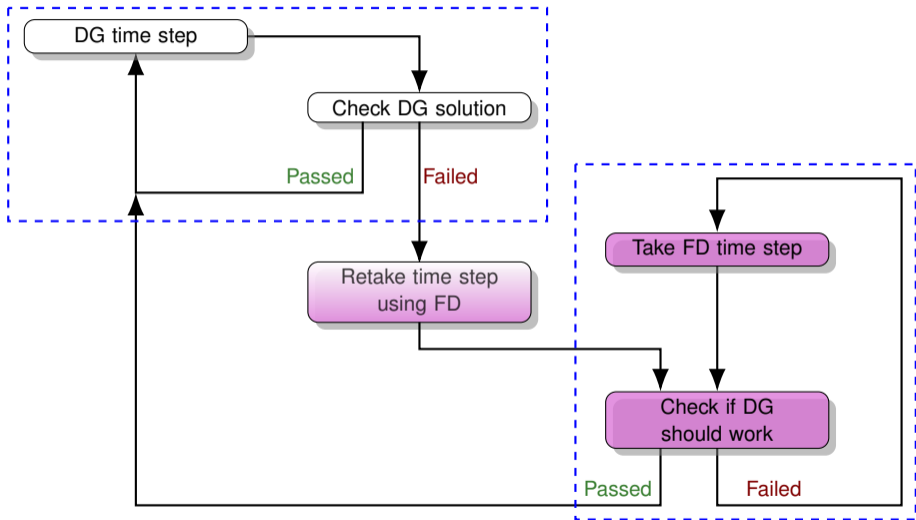 DG time step
Check DG solution
Passed
Failed
Take FD time step
Retake time step
using FD
Check if DG
should work
Passed
Failed